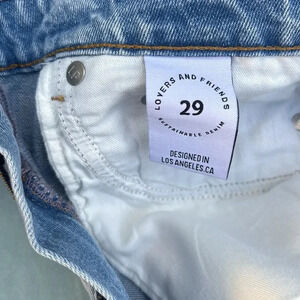 LOVERS AND FRIENDS
29
SUSTAINABLE DENIM
DESIGNED IN
LOS ANGELES, CA